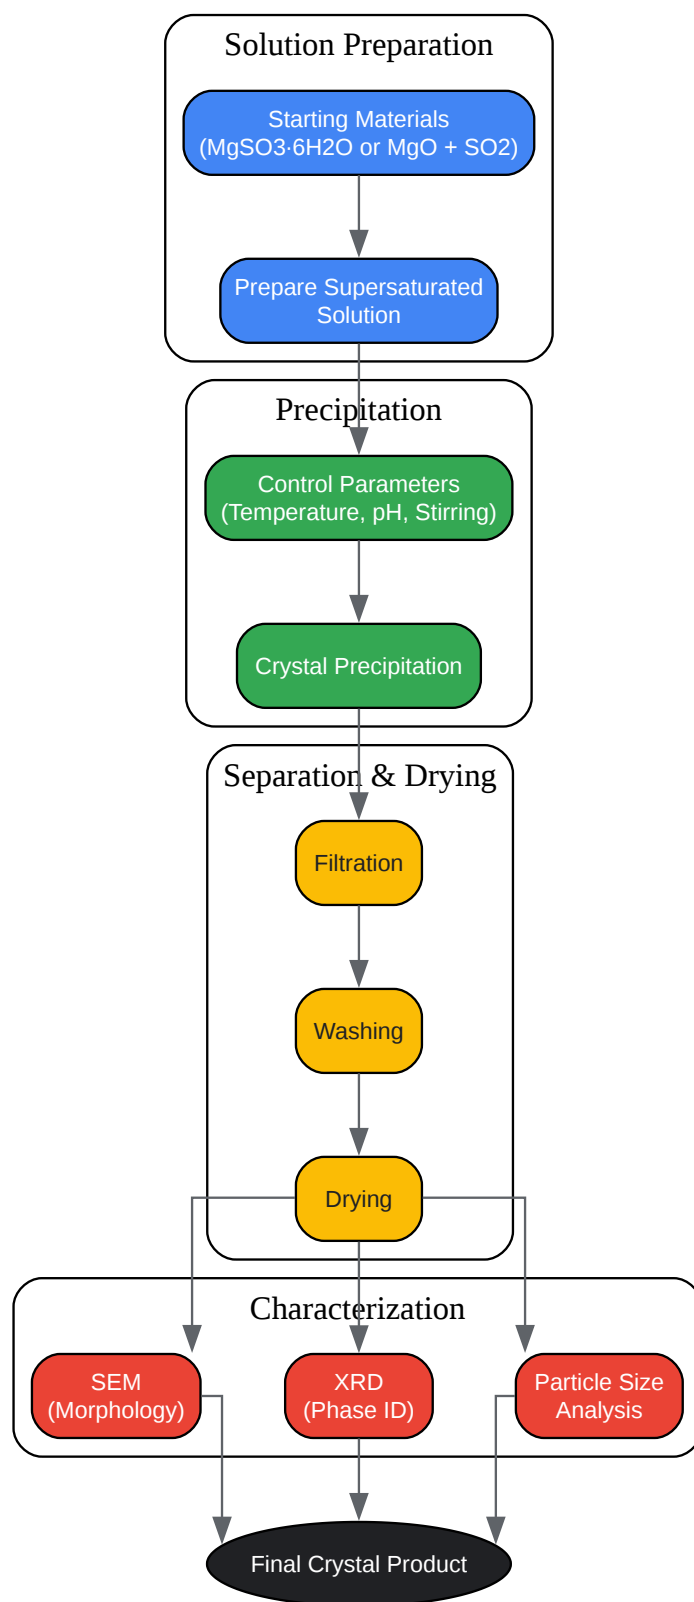 Solution Preparation
Starting Materials
(MgSO3·6H2O or MgO + SO2)
Prepare Supersaturated
Solution
Precipitation
Control Parameters
(Temperature, pH, Stirring)
Crystal Precipitation
Separation & Drying
Filtration
Washing
Drying
Characterization
SEM
(Morphology)
XRD
(Phase ID)
Particle Size
Analysis
Final Crystal Product